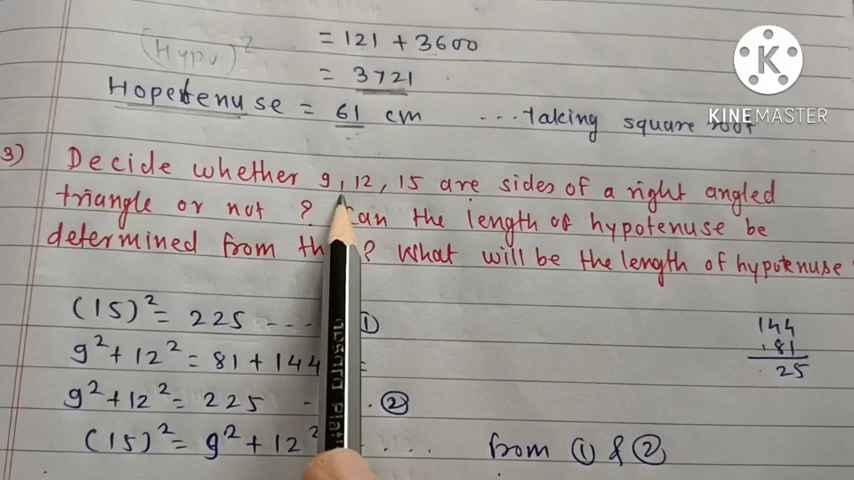 (Hypo)² = 121 + 3600
= 3721
Hopetenuse = 61 cm ...taking square root
K
KINEMASTER
3) Decide whether 9, 12, 15 are sides of a right angled
triangle or not ? Can the length of hypotenuse be
determined from ? What will be the length of hypotenuse
(15)² = 225 ---- ①
9² + 12² = 81 + 144
9² + 12² = 225 - . ②
(15)² = 9² + 12² .... from ① & ②
144
81
25